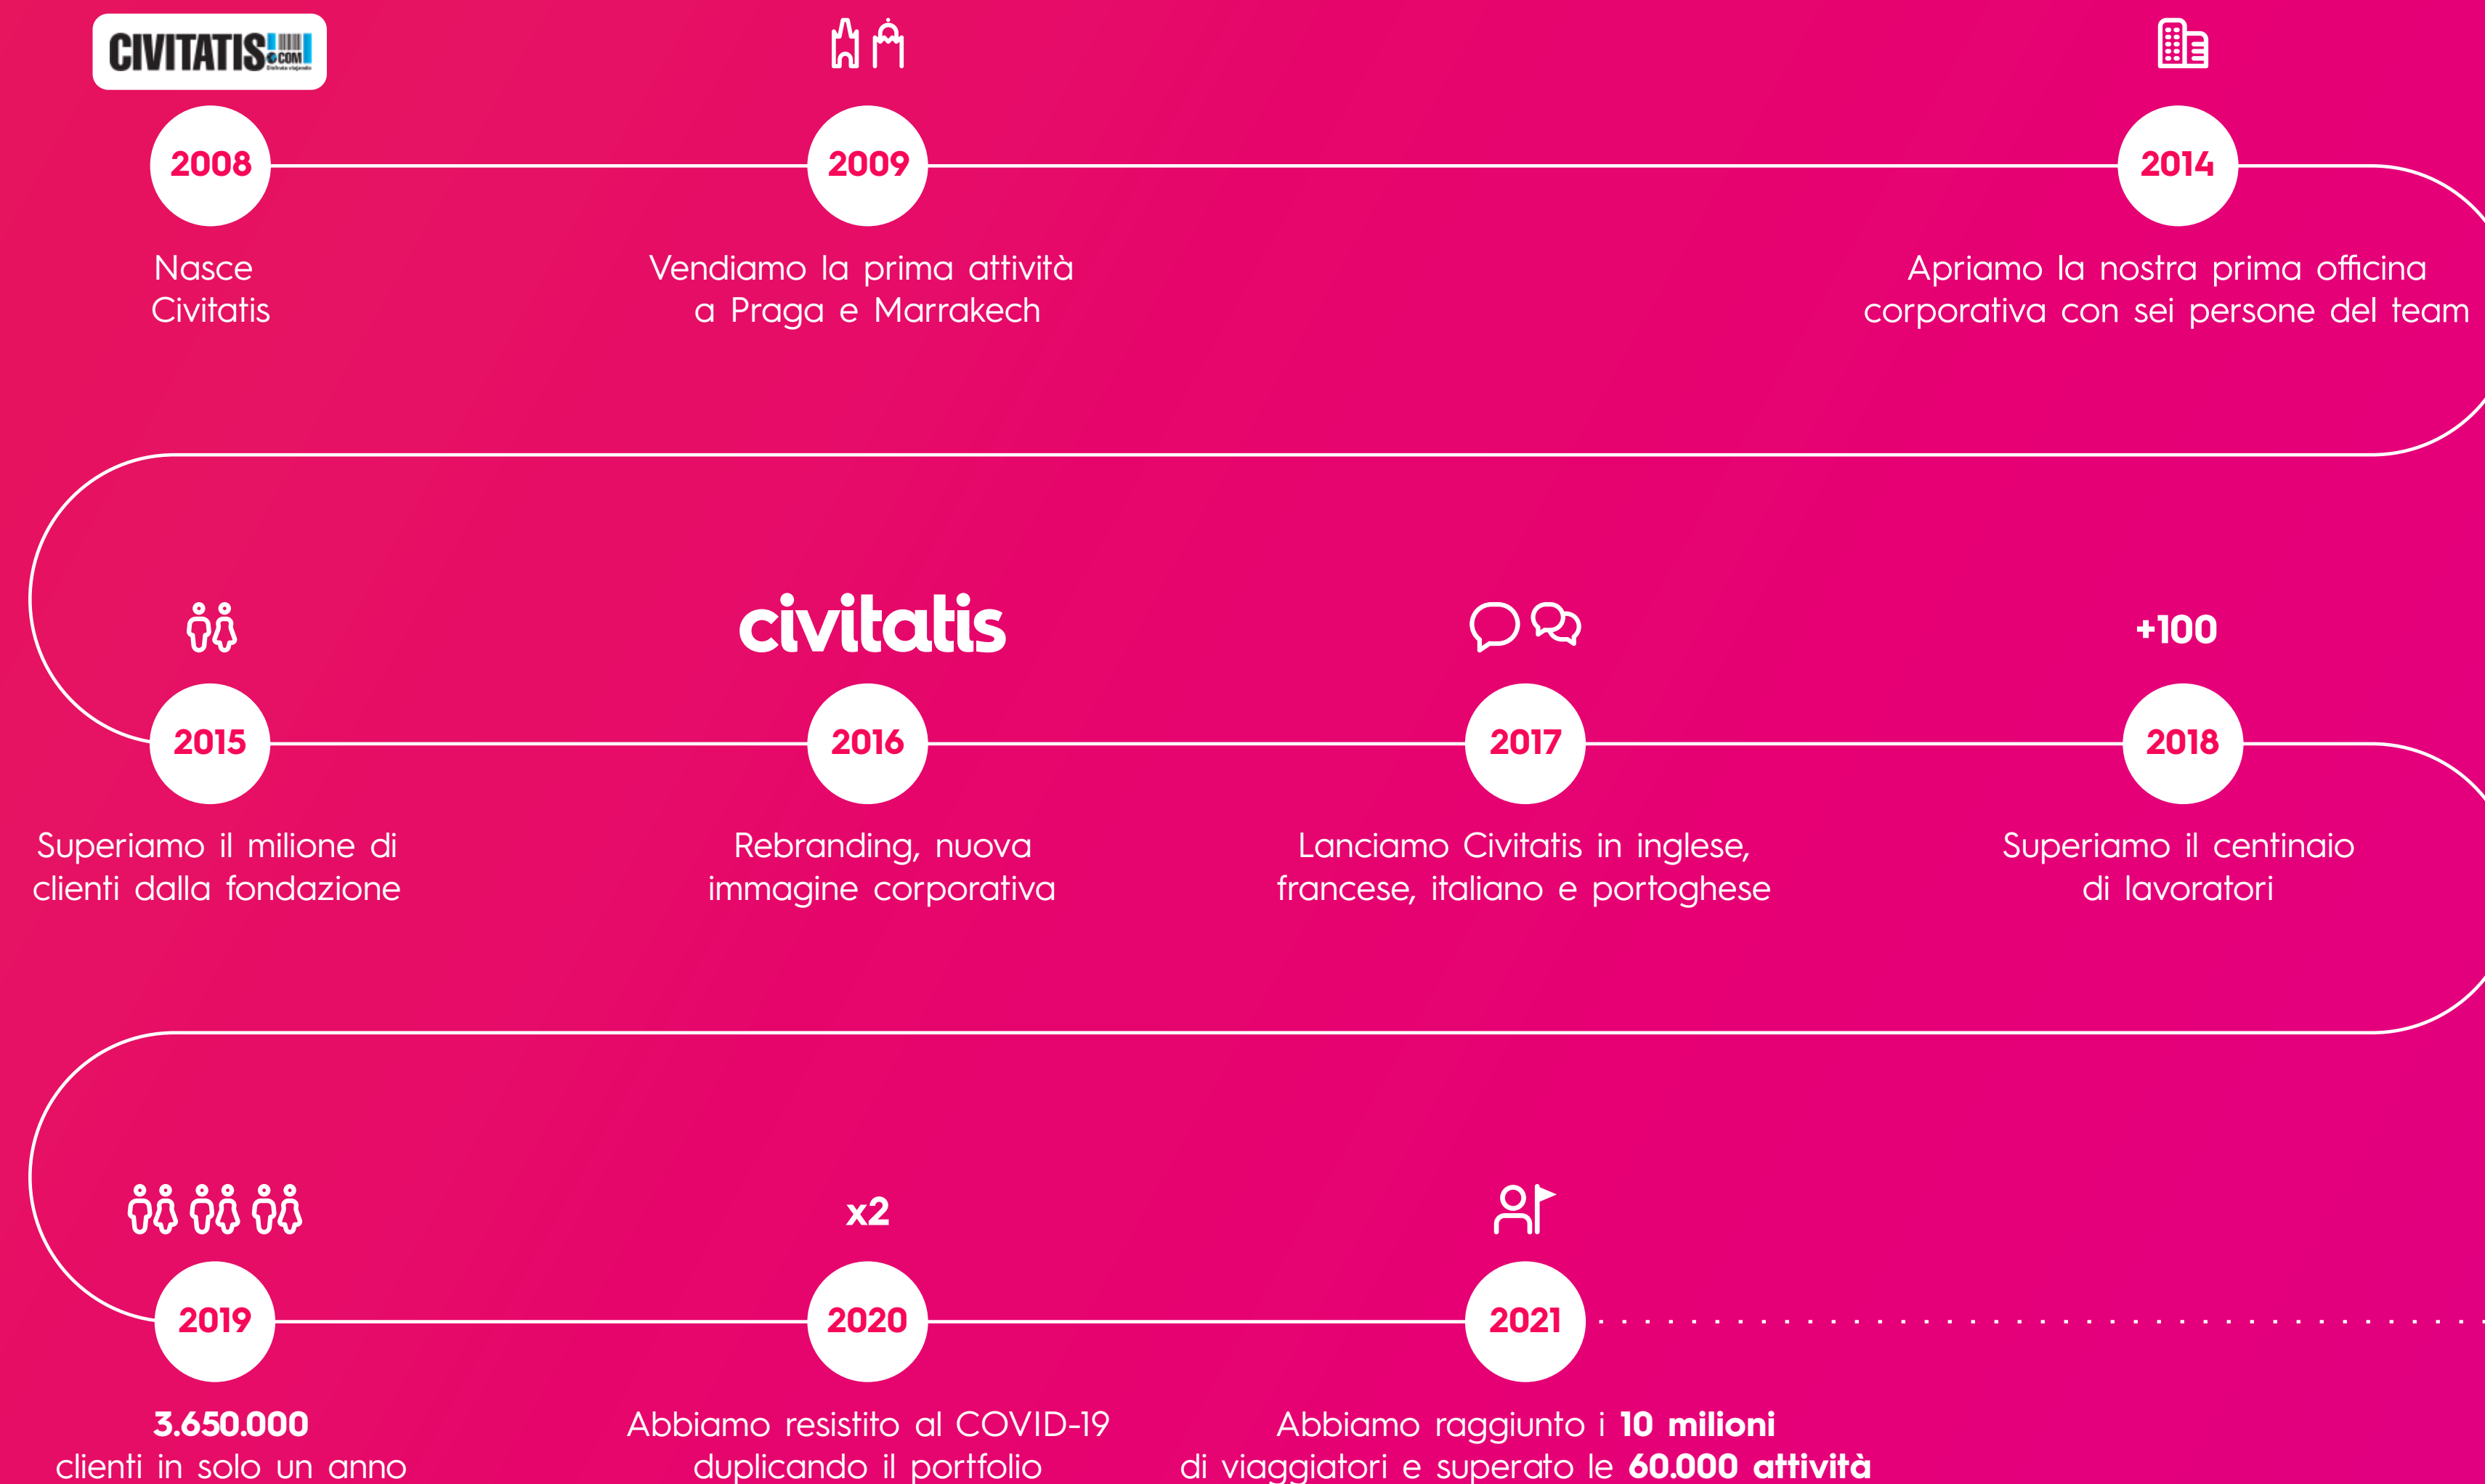 CIVITATIS
.COM
Disfruta viajando
2008
Nasce
Civitatis
2009
Vendiamo la prima attività
a Praga e Marrakech
2014
Apriamo la nostra prima officina
corporativa con sei persone del team
2015
Superiamo il milione di
clienti dalla fondazione
civitatis
2016
Rebranding, nuova
immagine corporativa
2017
Lanciamo Civitatis in inglese,
francese, italiano e portoghese
+100
2018
Superiamo il centinaio
di lavoratori
2019
3.650.000
clienti in solo un anno
x2
2020
Abbiamo resistito al COVID-19
duplicando il portfolio
2021
Abbiamo raggiunto i 10 milioni
di viaggiatori e superato le 60.000 attività